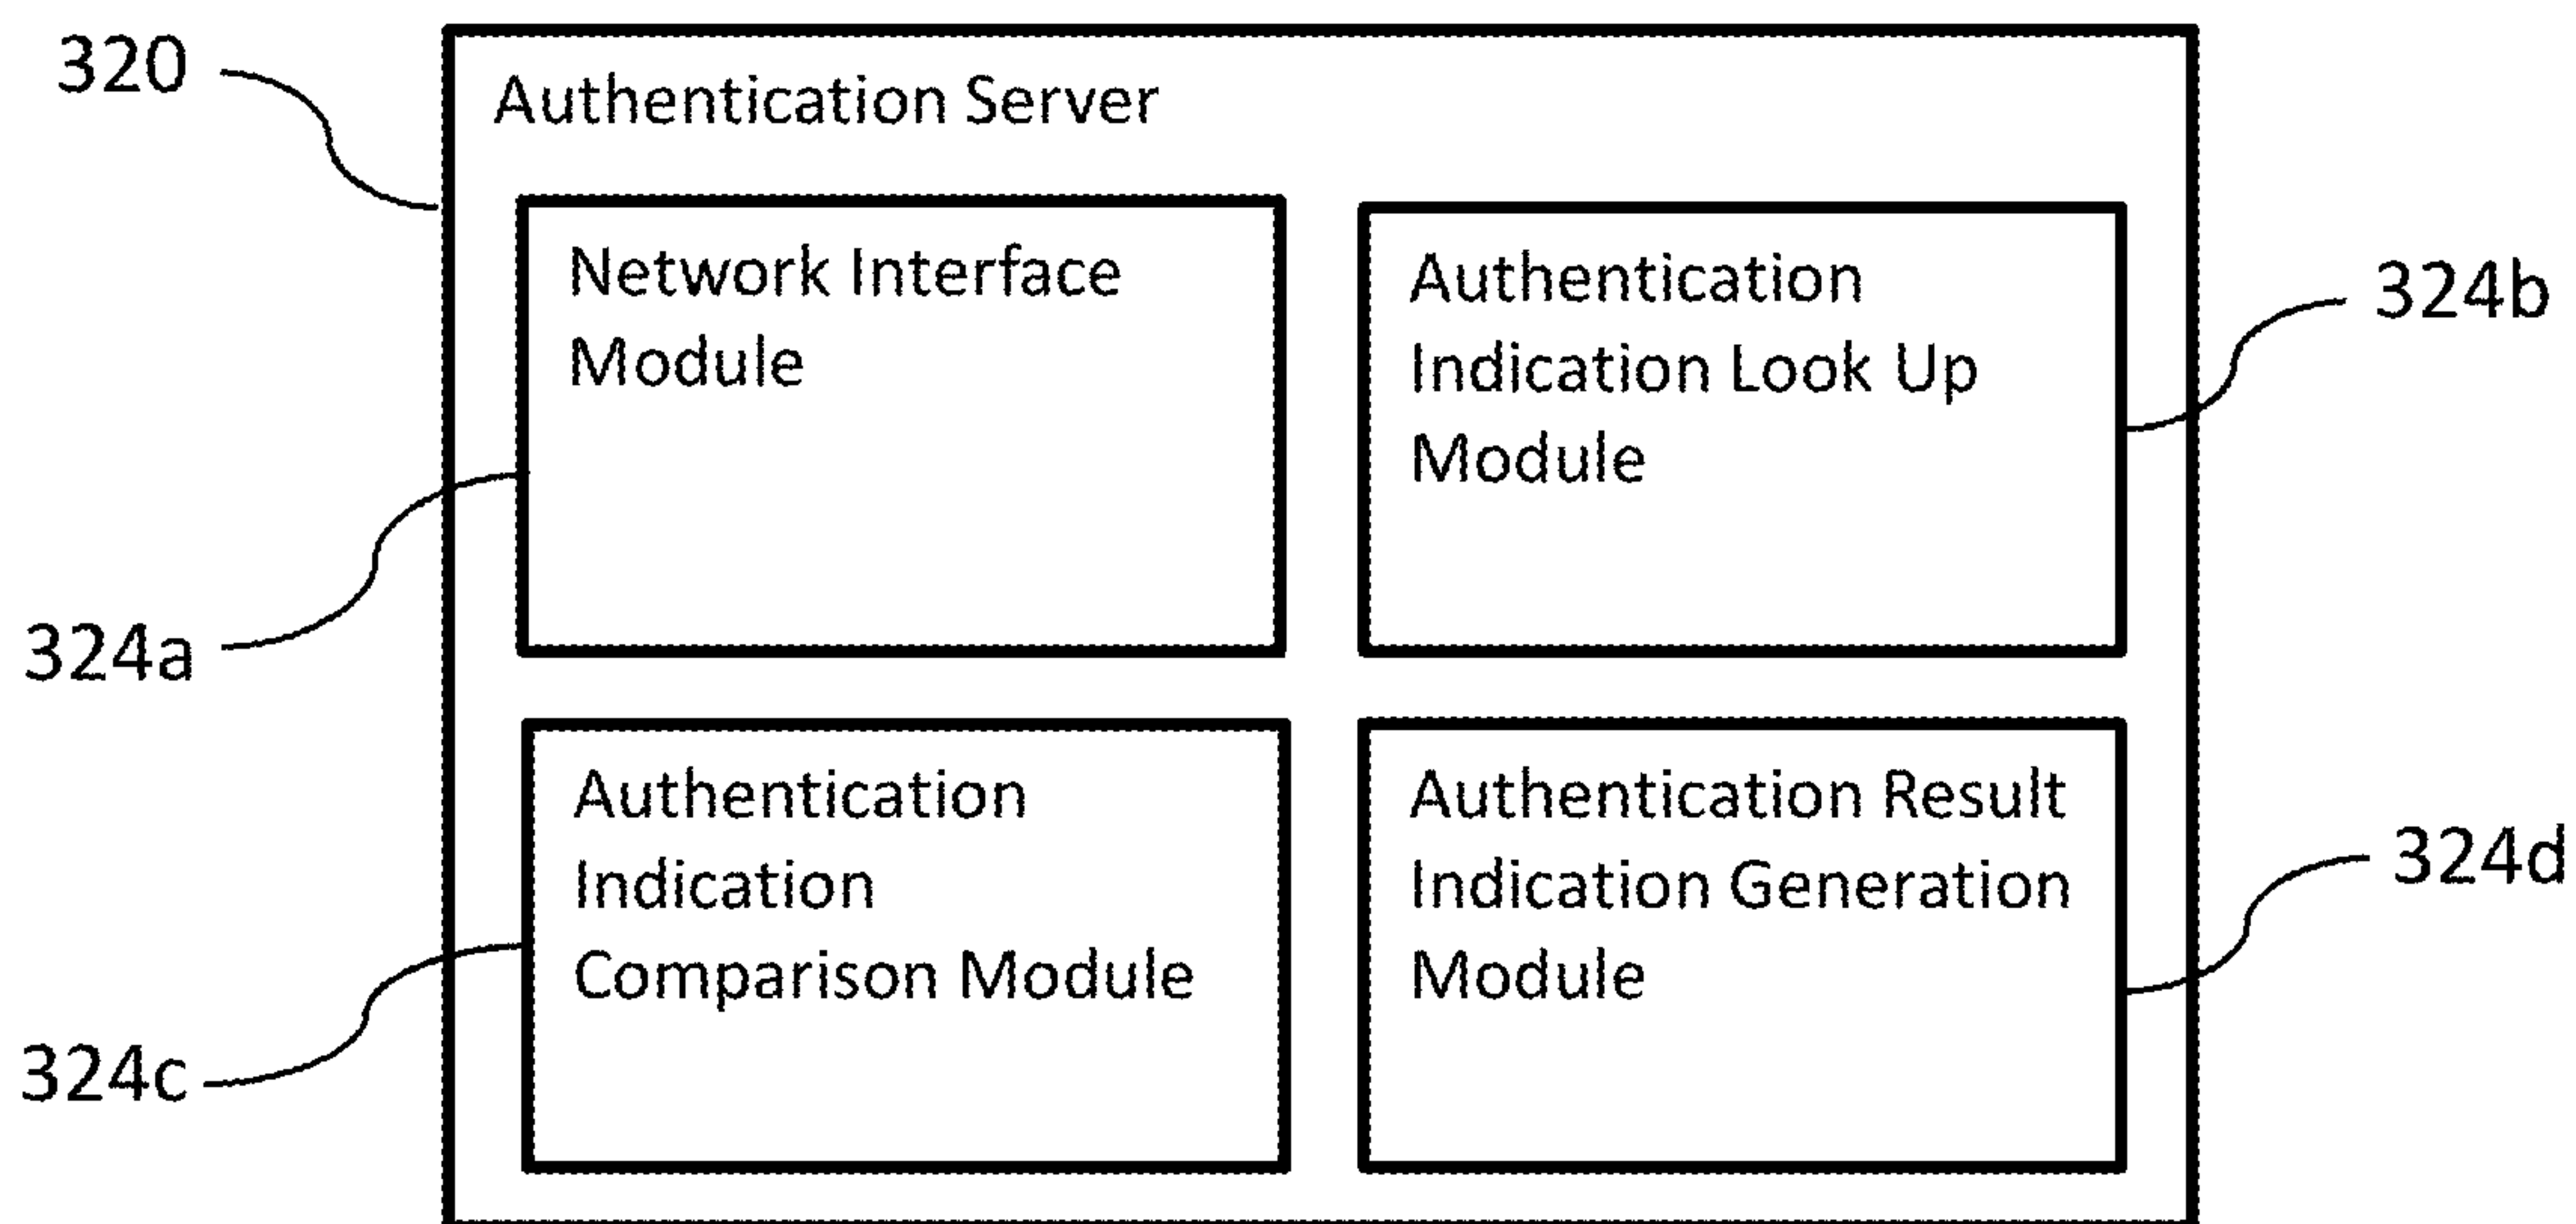 320
Authentication Server
Network Interface
Module
324a
Authentication
Indication Look Up
Module
324b
Authentication
Indication
Comparison Module
324c
Authentication Result
Indication Generation
Module
324d